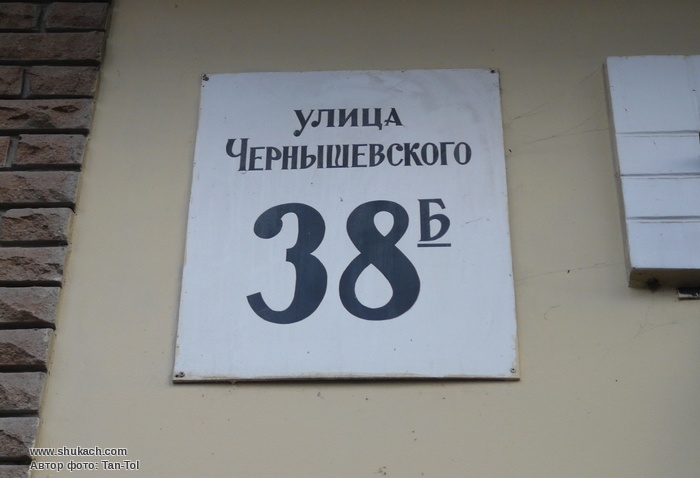 улица
Чернышевского
38Б
www.shukach.com
Автор фото: Tan-Tol